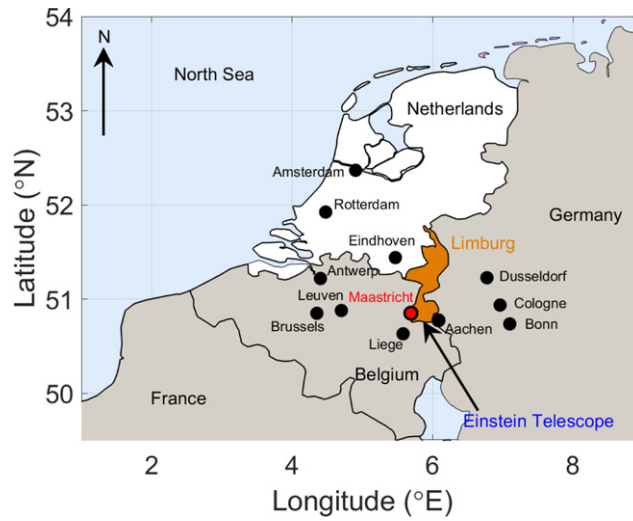 N
North Sea
Netherlands
Amsterdam
Rotterdam
Germany
Eindhoven
Limburg
Antwerp
Dusseldorf
Leuven
Maastricht
Cologne
Brussels
Aachen
Bonn
Liege
Belgium
France
Einstein Telescope
54
53
52
51
50
Latitude (°N)
2
4
6
8
Longitude (°E)